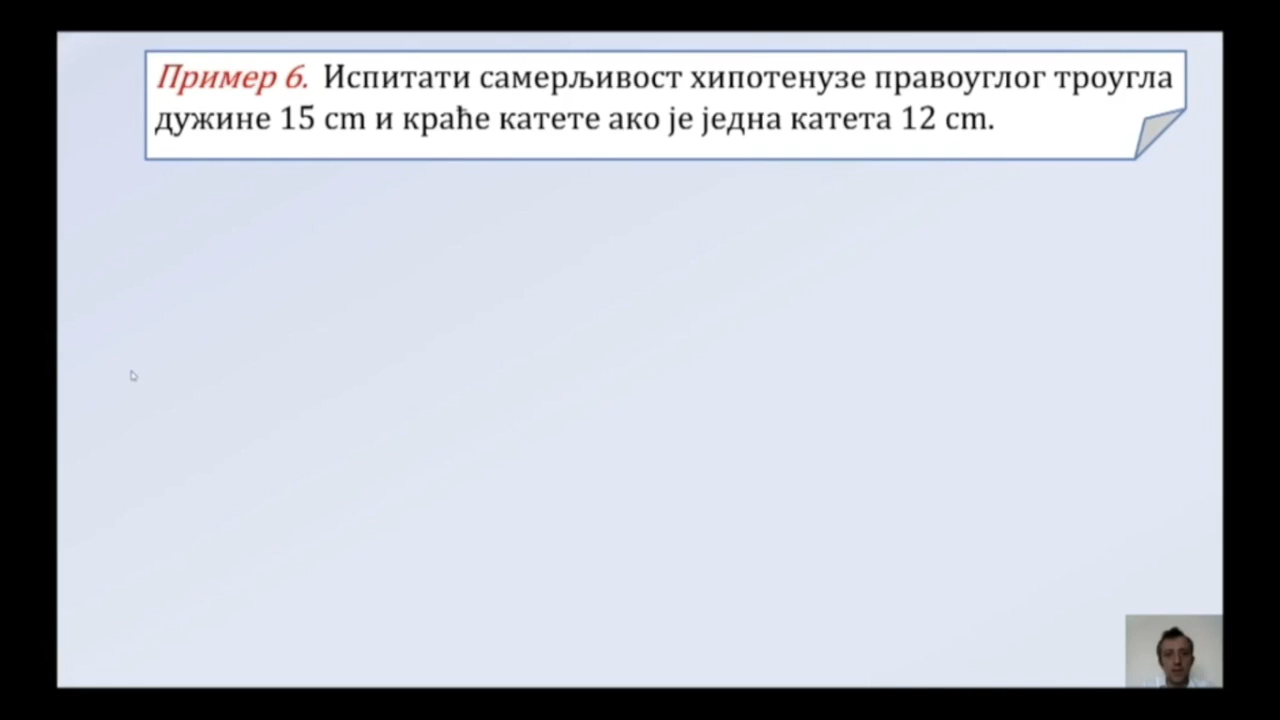 Пример 6. Испитати самерљивост хипотенузе правоуглог троугла
дужине 15 cm и краће катете ако је једна катета 12 cm.